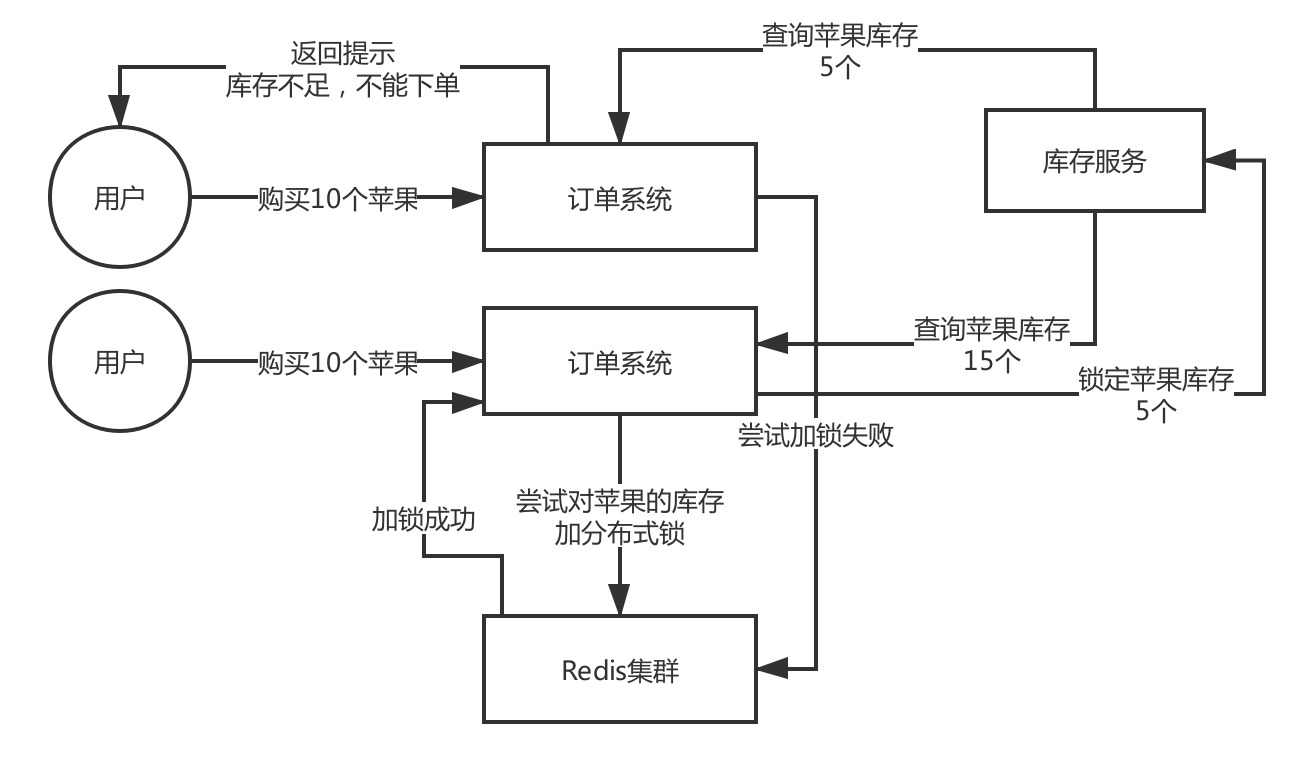 查询苹果库存
5个
返回提示
库存不足，不能下单
库存服务
用户
购买10个苹果
订单系统
查询苹果库存
15个
用户
购买10个苹果
订单系统
锁定苹果库存
5个
尝试加锁失败
加锁成功
尝试对苹果的库存
加分布式锁
Redis集群